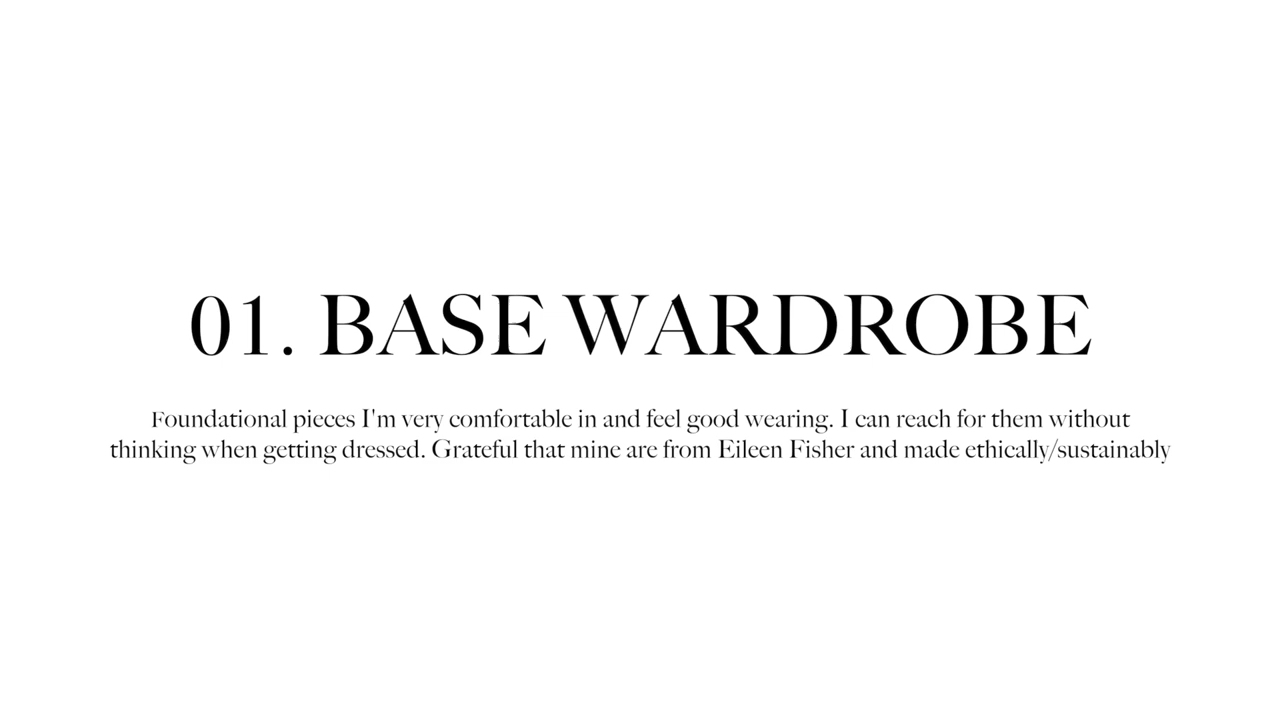 01. BASE WARDROBE
Foundational pieces I'm very comfortable in and feel good wearing. I can reach for them without
thinking when getting dressed. Grateful that mine are from Eileen Fisher and made ethically/sustainably